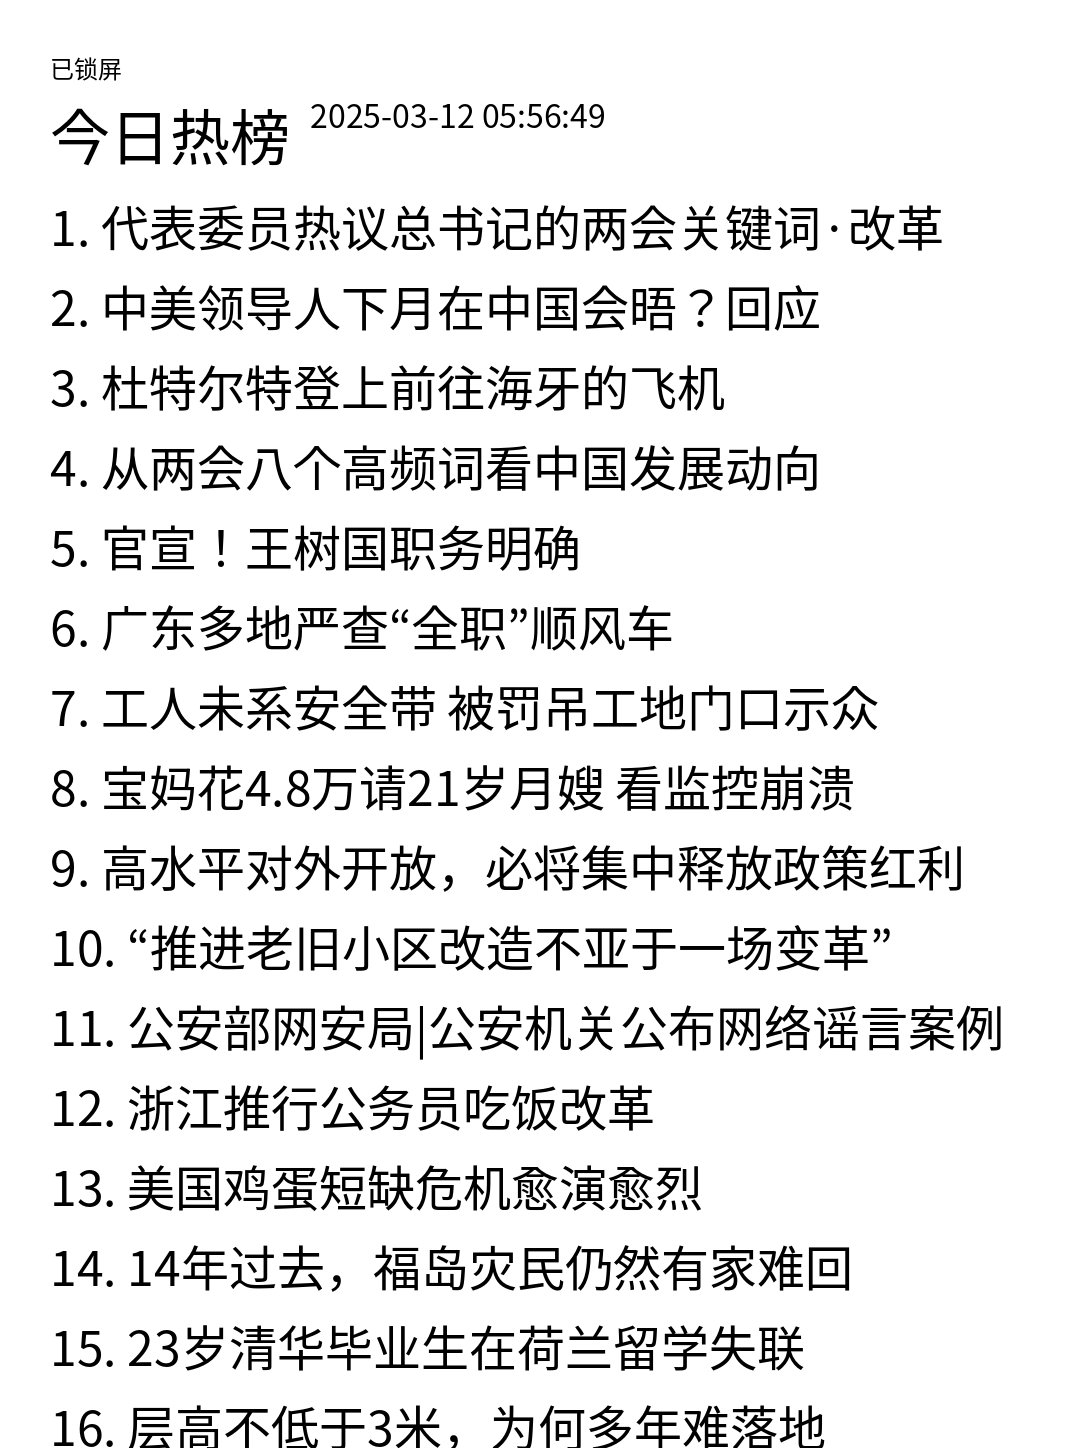 已锁屏
今日热榜 2025-03-12 05:56:49
1. 代表委员热议总书记的两会关键词·改革
2. 中美领导人下月在中国会晤？回应
3. 杜特尔特登上前往海牙的飞机
4. 从两会八个高频词看中国发展动向
5. 官宣！王树国职务明确
6. 广东多地严查“全职”顺风车
7. 工人未系安全带 被罚吊工地门口示众
8. 宝妈花4.8万请21岁月嫂 看监控崩溃
9. 高水平对外开放，必将集中释放政策红利
10. “推进老旧小区改造不亚于一场变革”
11. 公安部网安局|公安机关公布网络谣言案例
12. 浙江推行公务员吃饭改革
13. 美国鸡蛋短缺危机愈演愈烈
14. 14年过去，福岛灾民仍然有家难回
15. 23岁清华毕业生在荷兰留学失联
16. 层高不低于3米，为何多年难落地